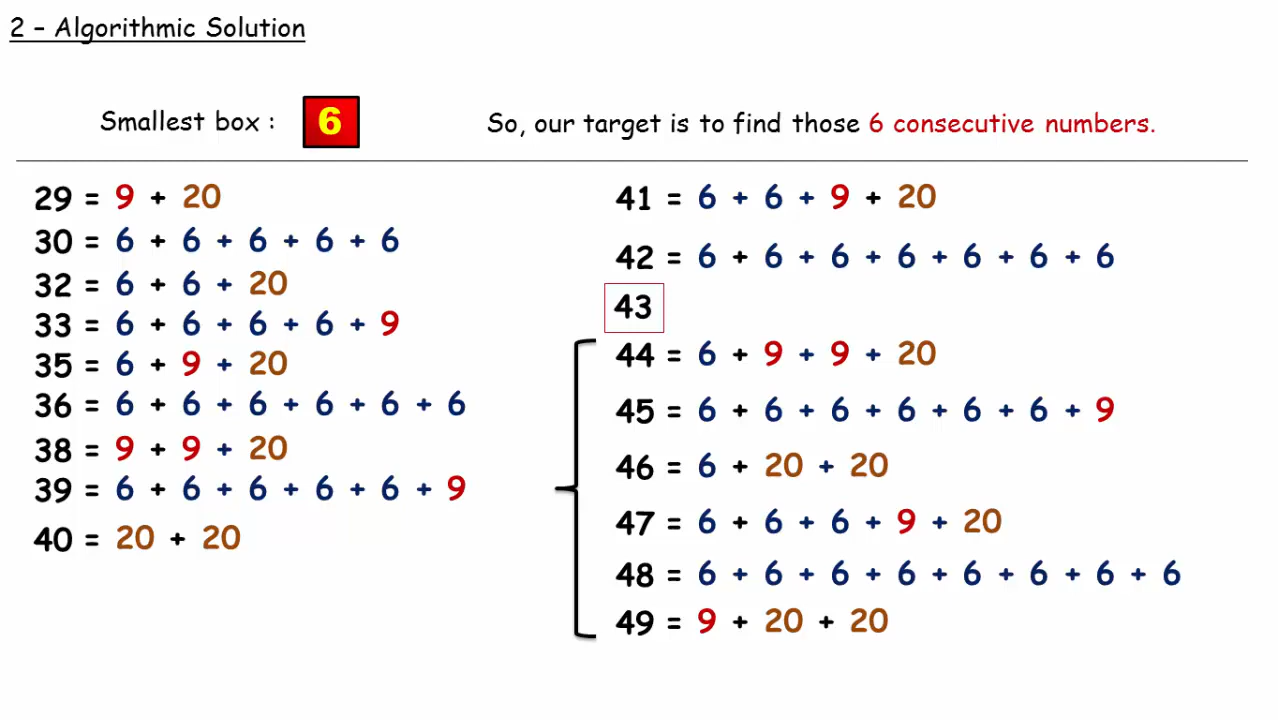 2 – Algorithmic Solution
Smallest box : 6
So, our target is to find those 6 consecutive numbers.
29 = 9 + 20
30 = 6 + 6 + 6 + 6 + 6
32 = 6 + 6 + 20
33 = 6 + 6 + 6 + 6 + 9
35 = 6 + 9 + 20
36 = 6 + 6 + 6 + 6 + 6 + 6
38 = 9 + 9 + 20
39 = 6 + 6 + 6 + 6 + 6 + 9
40 = 20 + 20
41 = 6 + 6 + 9 + 20
42 = 6 + 6 + 6 + 6 + 6 + 6 + 6
43
44 = 6 + 9 + 9 + 20
45 = 6 + 6 + 6 + 6 + 6 + 6 + 9
46 = 6 + 20 + 20
47 = 6 + 6 + 6 + 9 + 20
48 = 6 + 6 + 6 + 6 + 6 + 6 + 6 + 6
49 = 9 + 20 + 20